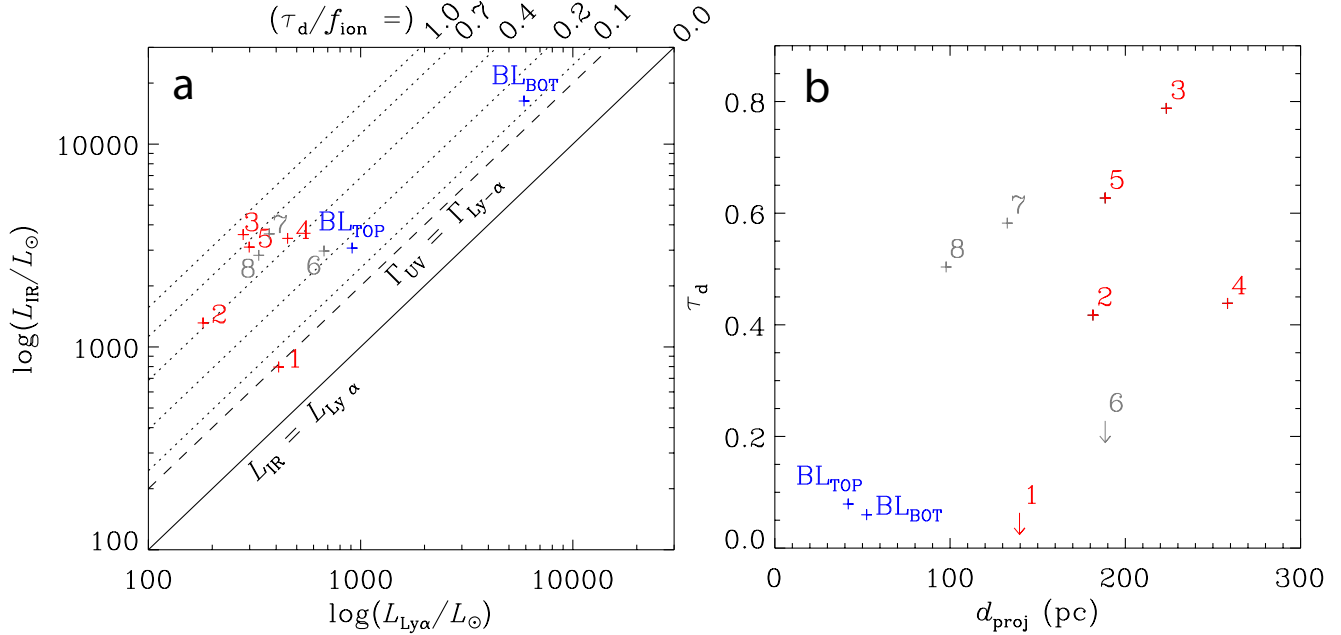 (τd/fion =) 1.0 0.7 0.4 0.2 0.1 0.0
a
BLBOT
10000
3 7 4 BLTOP
5
8 6
ΓUV = ΓLy-α
2
1000
1
LIR = LLy α
100
100 1000 10000
log(LIR/L⊙)
log(LLyα/L⊙)
b
3
0.8
5
7
0.6
8
4
2
0.4
6
0.2
BLTOP
1
BLBOT
0.0
0 100 200 300
τd
dproj (pc)